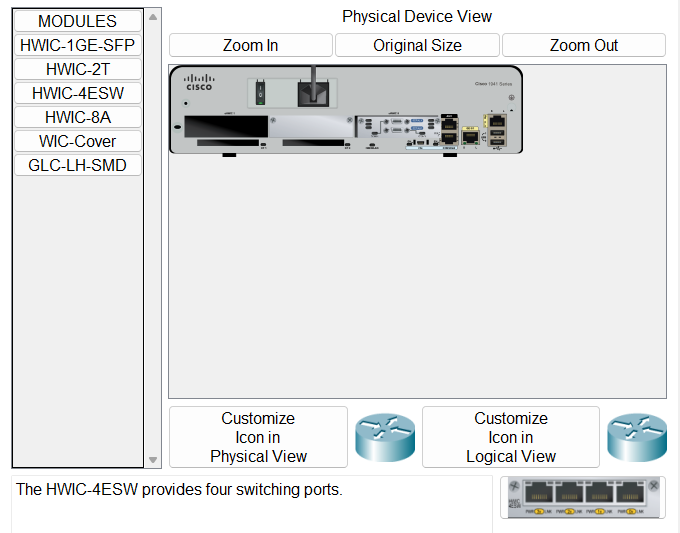 MODULES
HWIC-1GE-SFP
HWIC-2T
HWIC-4ESW
HWIC-8A
WIC-Cover
GLC-LH-SMD
Physical Device View
Zoom In
Original Size
Zoom Out
CISCO
Cisco 1941 Series
Customize
Icon in
Physical View
Customize
Icon in
Logical View
The HWIC-4ESW provides four switching ports.
HWIC
4ESW